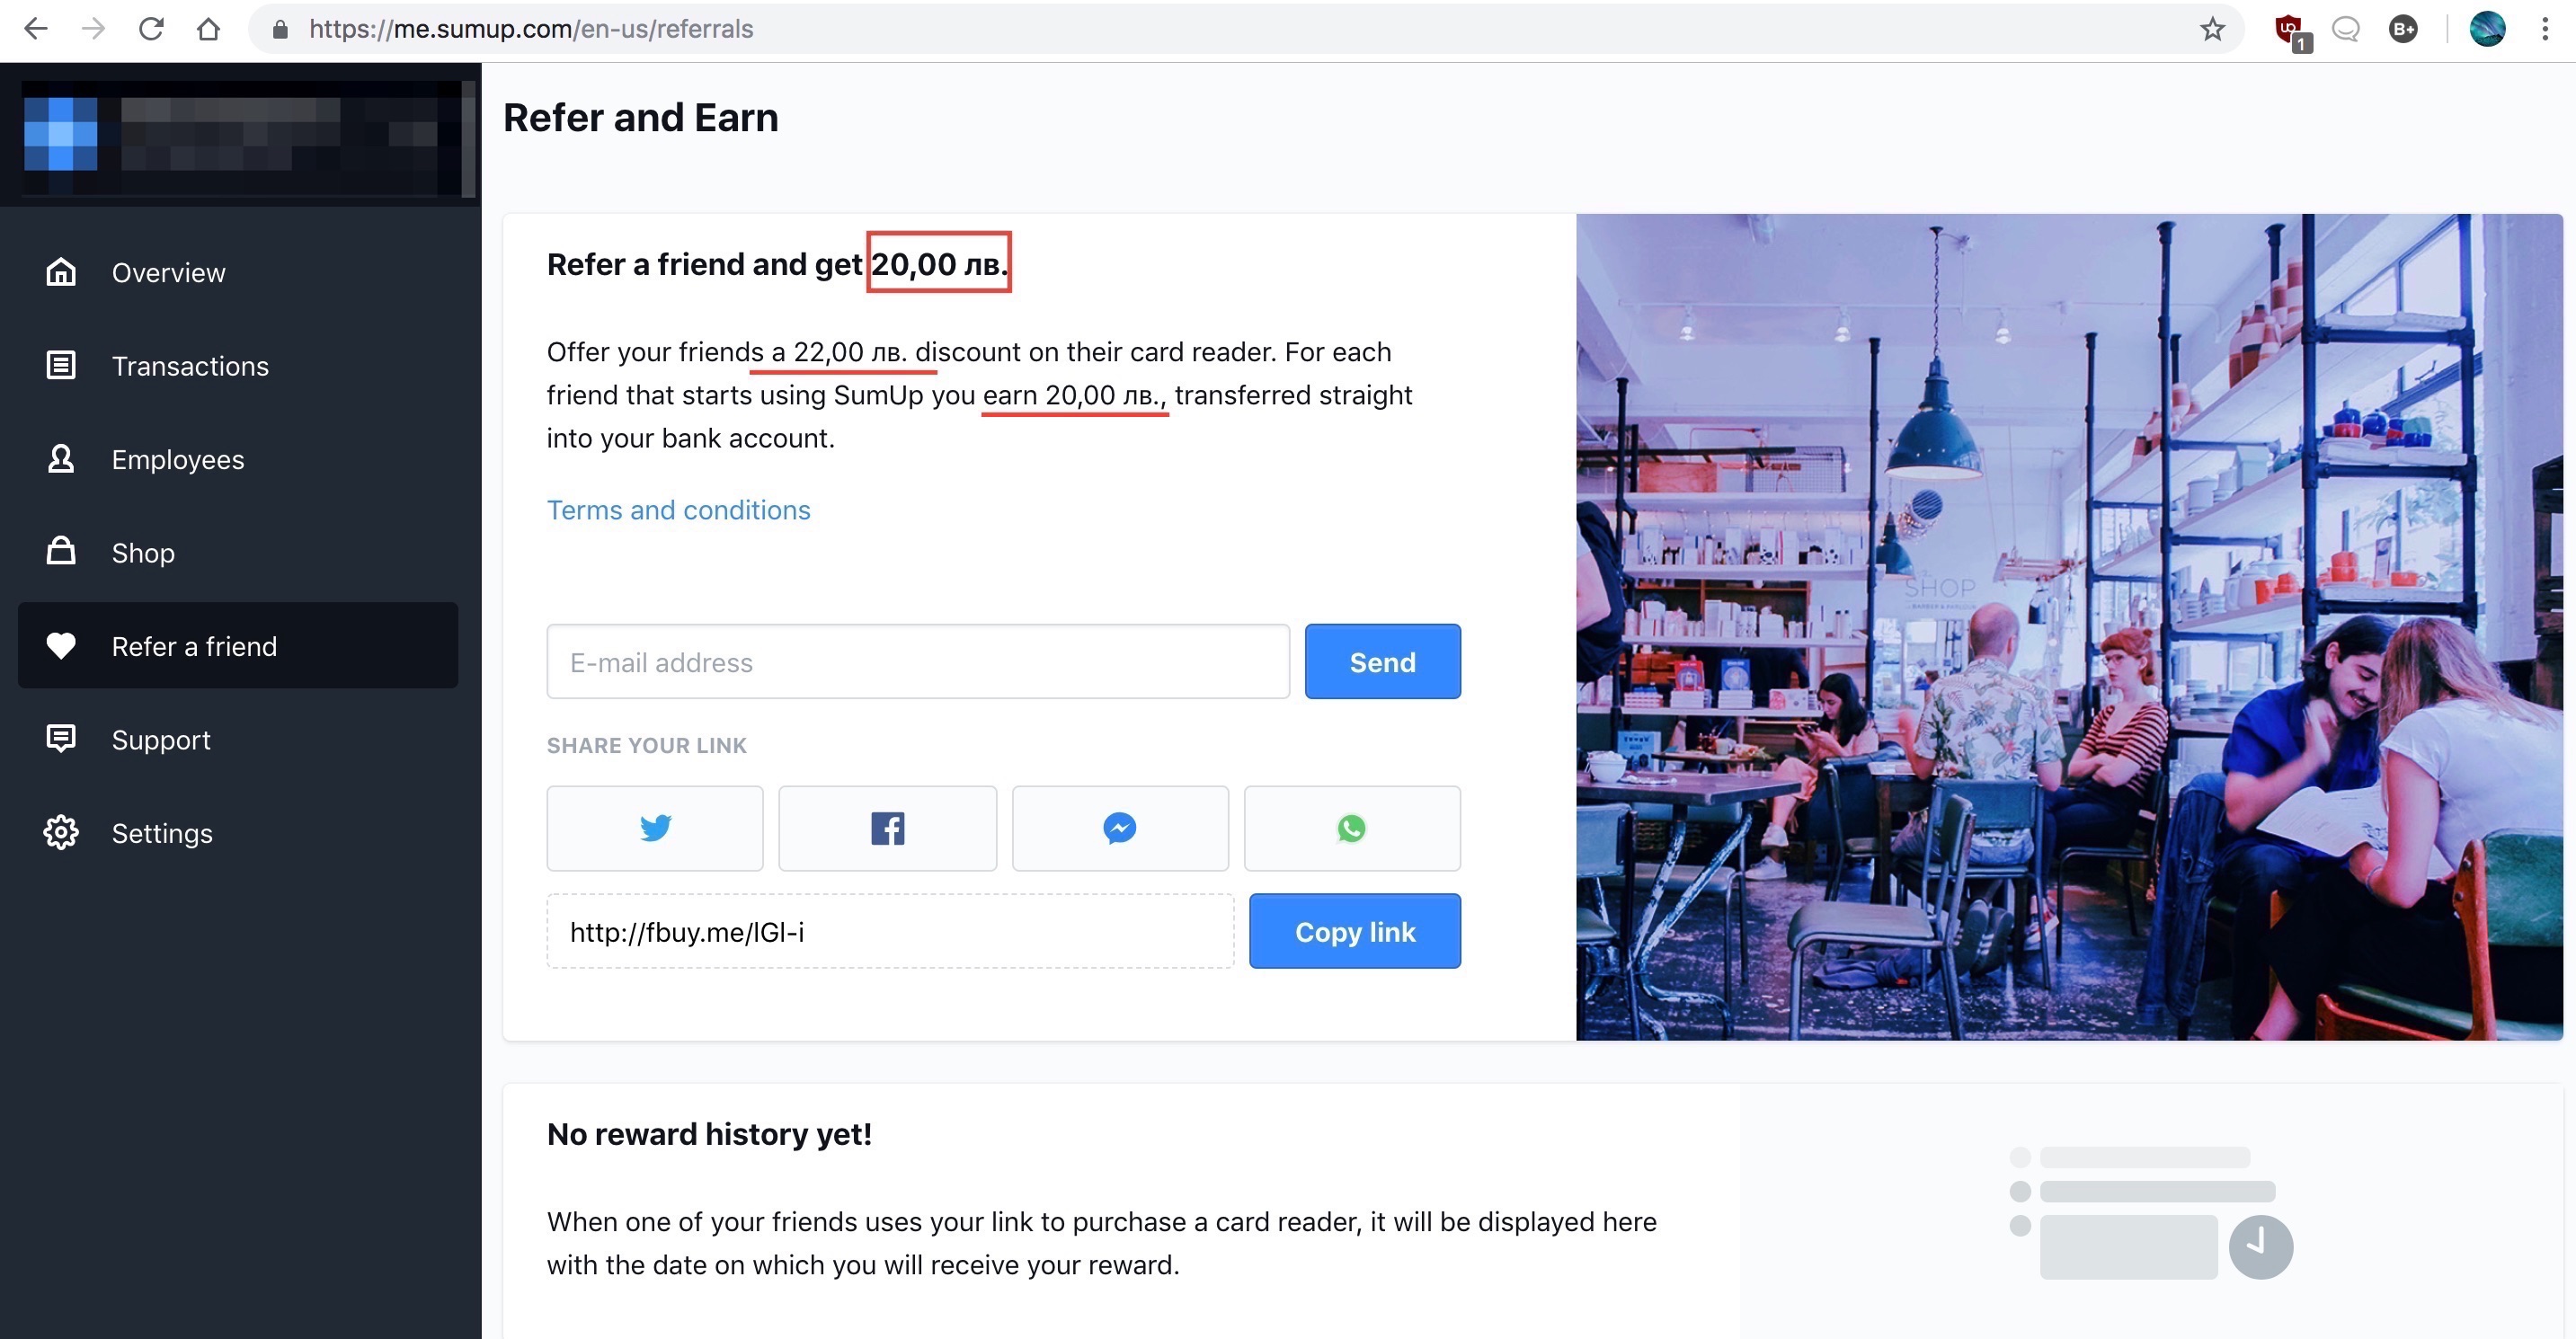 https://me.sumup.com/en-us/referrals
1
B+
Overview
Transactions
Employees
Shop
Refer a friend
Support
Settings
Refer and Earn
Refer a friend and get 20,00 лв.
Offer your friends a 22,00 лв. discount on their card reader. For each
friend that starts using SumUp you earn 20,00 лв., transferred straight
into your bank account.
Terms and conditions
E-mail address
Send
SHARE YOUR LINK
http://fbuy.me/lGl-i
Copy link
SHOP
No reward history yet!
When one of your friends uses your link to purchase a card reader, it will be displayed here
with the date on which you will receive your reward.